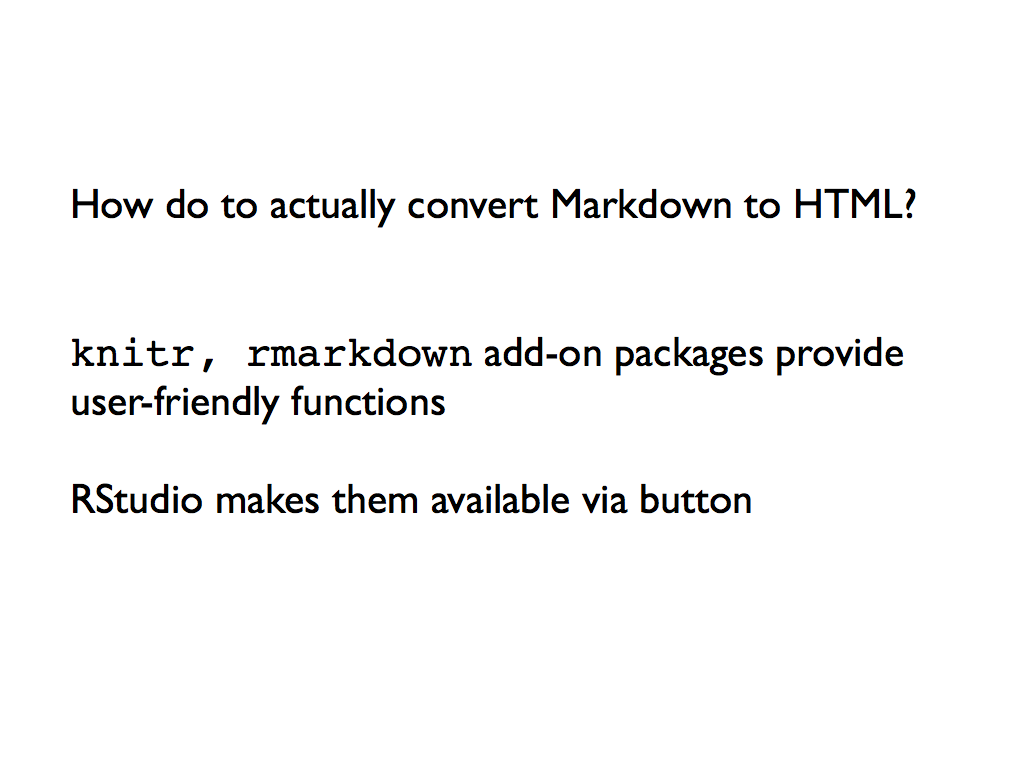 How do to actually convert Markdown to HTML?
knitr, rmarkdown add-on packages provide
user-friendly functions
RStudio makes them available via button